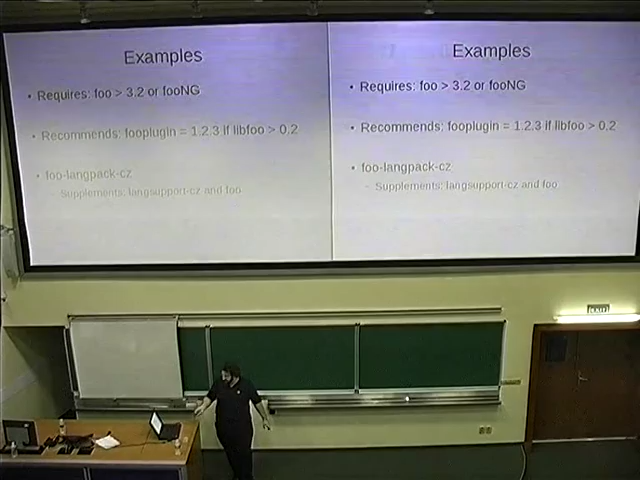 Examples
• Requires: foo > 3.2 or fooNG
• Recommends: fooplugin = 1.2.3 if libfoo > 0.2
• foo-langpack-cz
– Supplements: langsupport-cz and foo
Examples
• Requires: foo > 3.2 or fooNG
• Recommends: fooplugin = 1.2.3 if libfoo > 0.2
• foo-langpack-cz
– Supplements: langsupport-cz and foo
EXIT